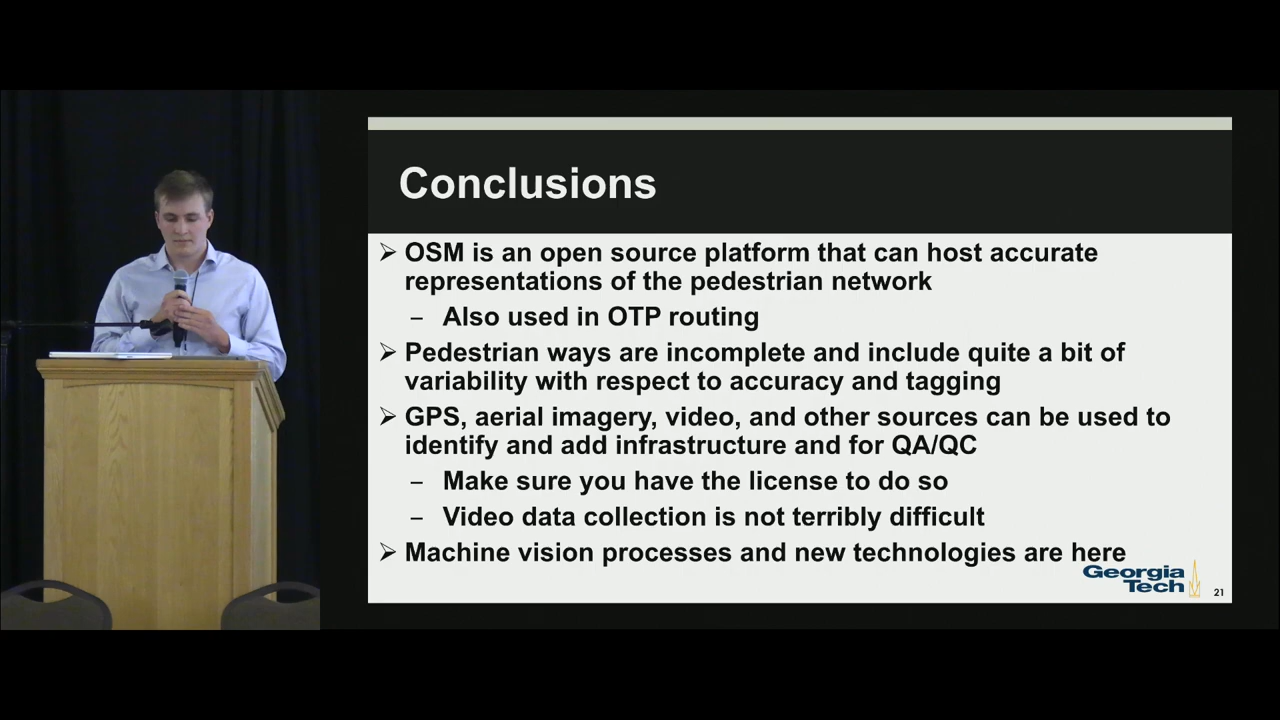 Conclusions
➢ OSM is an open source platform that can host accurate
representations of the pedestrian network
– Also used in OTP routing
➢ Pedestrian ways are incomplete and include quite a bit of
variability with respect to accuracy and tagging
➢ GPS, aerial imagery, video, and other sources can be used to
identify and add infrastructure and for QA/QC
– Make sure you have the license to do so
– Video data collection is not terribly difficult
➢ Machine vision processes and new technologies are here
Georgia
Tech
21